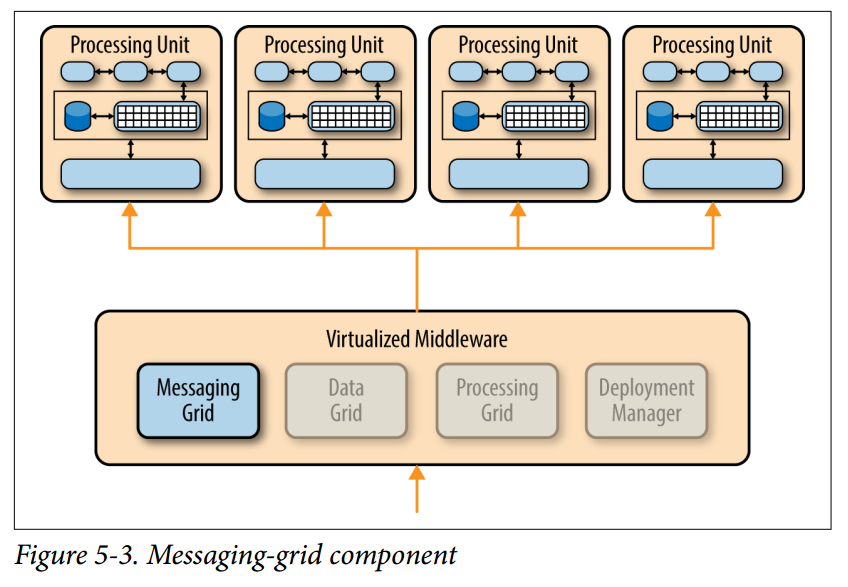 Processing Unit
Processing Unit
Processing Unit
Processing Unit
Virtualized Middleware
Messaging
Grid
Data
Grid
Processing
Grid
Deployment
Manager
Figure 5-3. Messaging-grid component